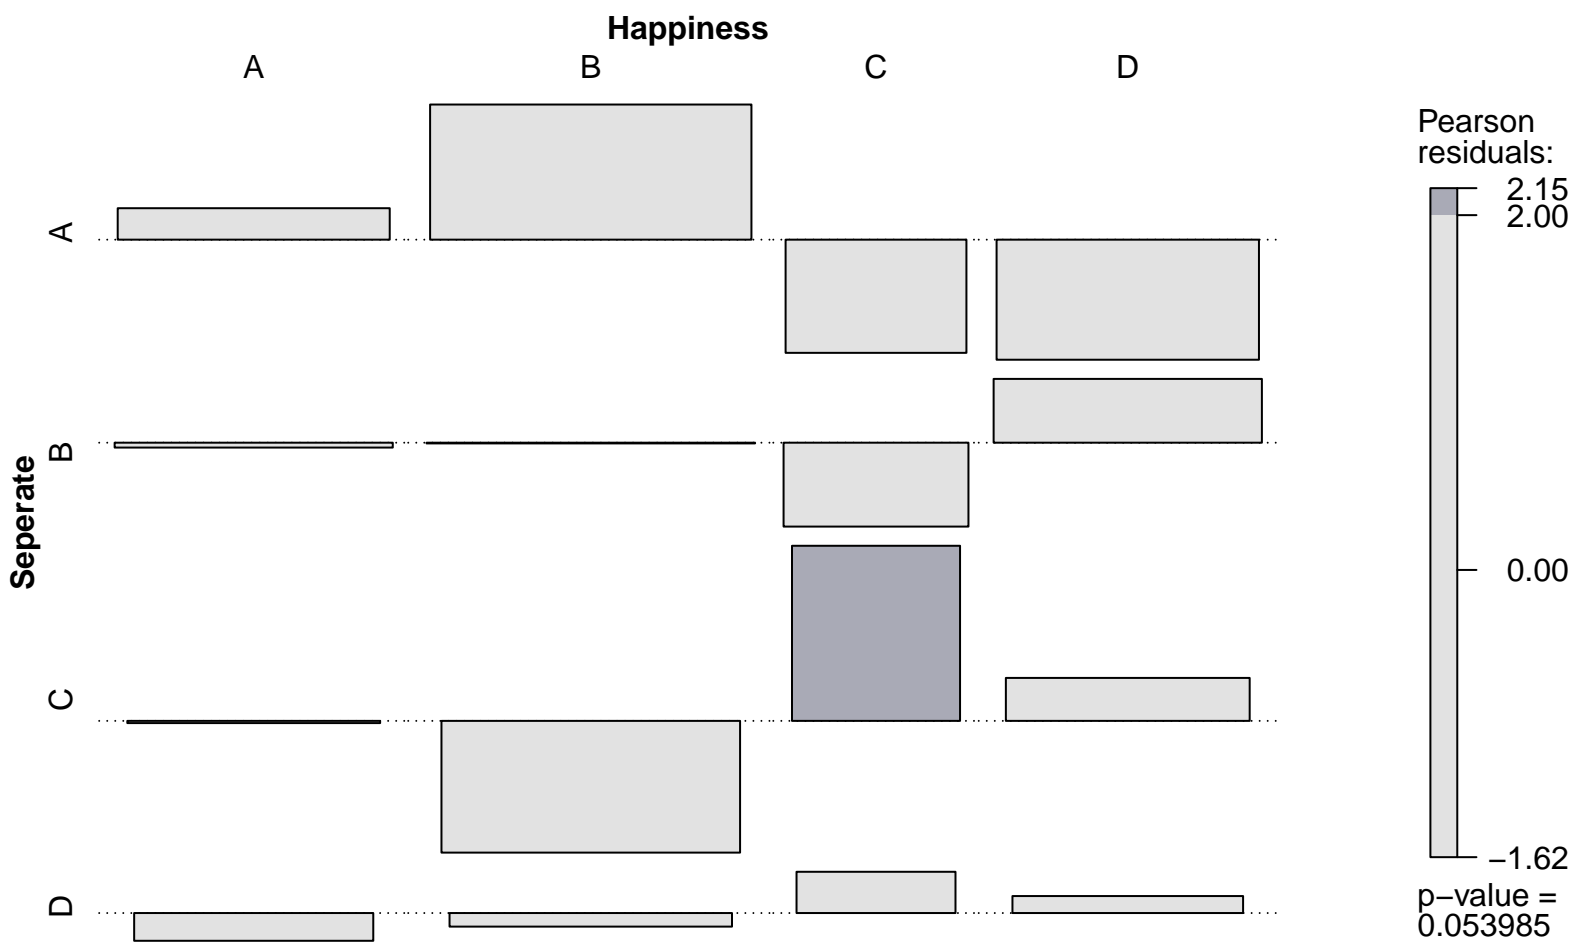 Happiness
A B C D
Seperate
A
B
C
D
Pearson
residuals:
2.15
2.00
0.00
−1.62
p−value =
0.053985